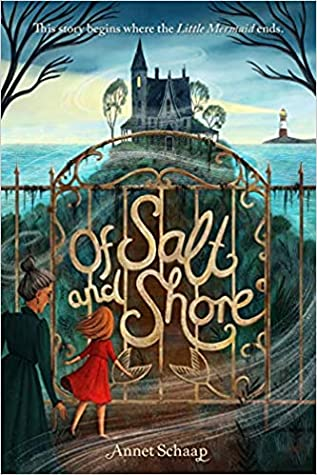 This story begins where the Little Mermaid ends.
Of Salt
and Shore
Annet Schaap